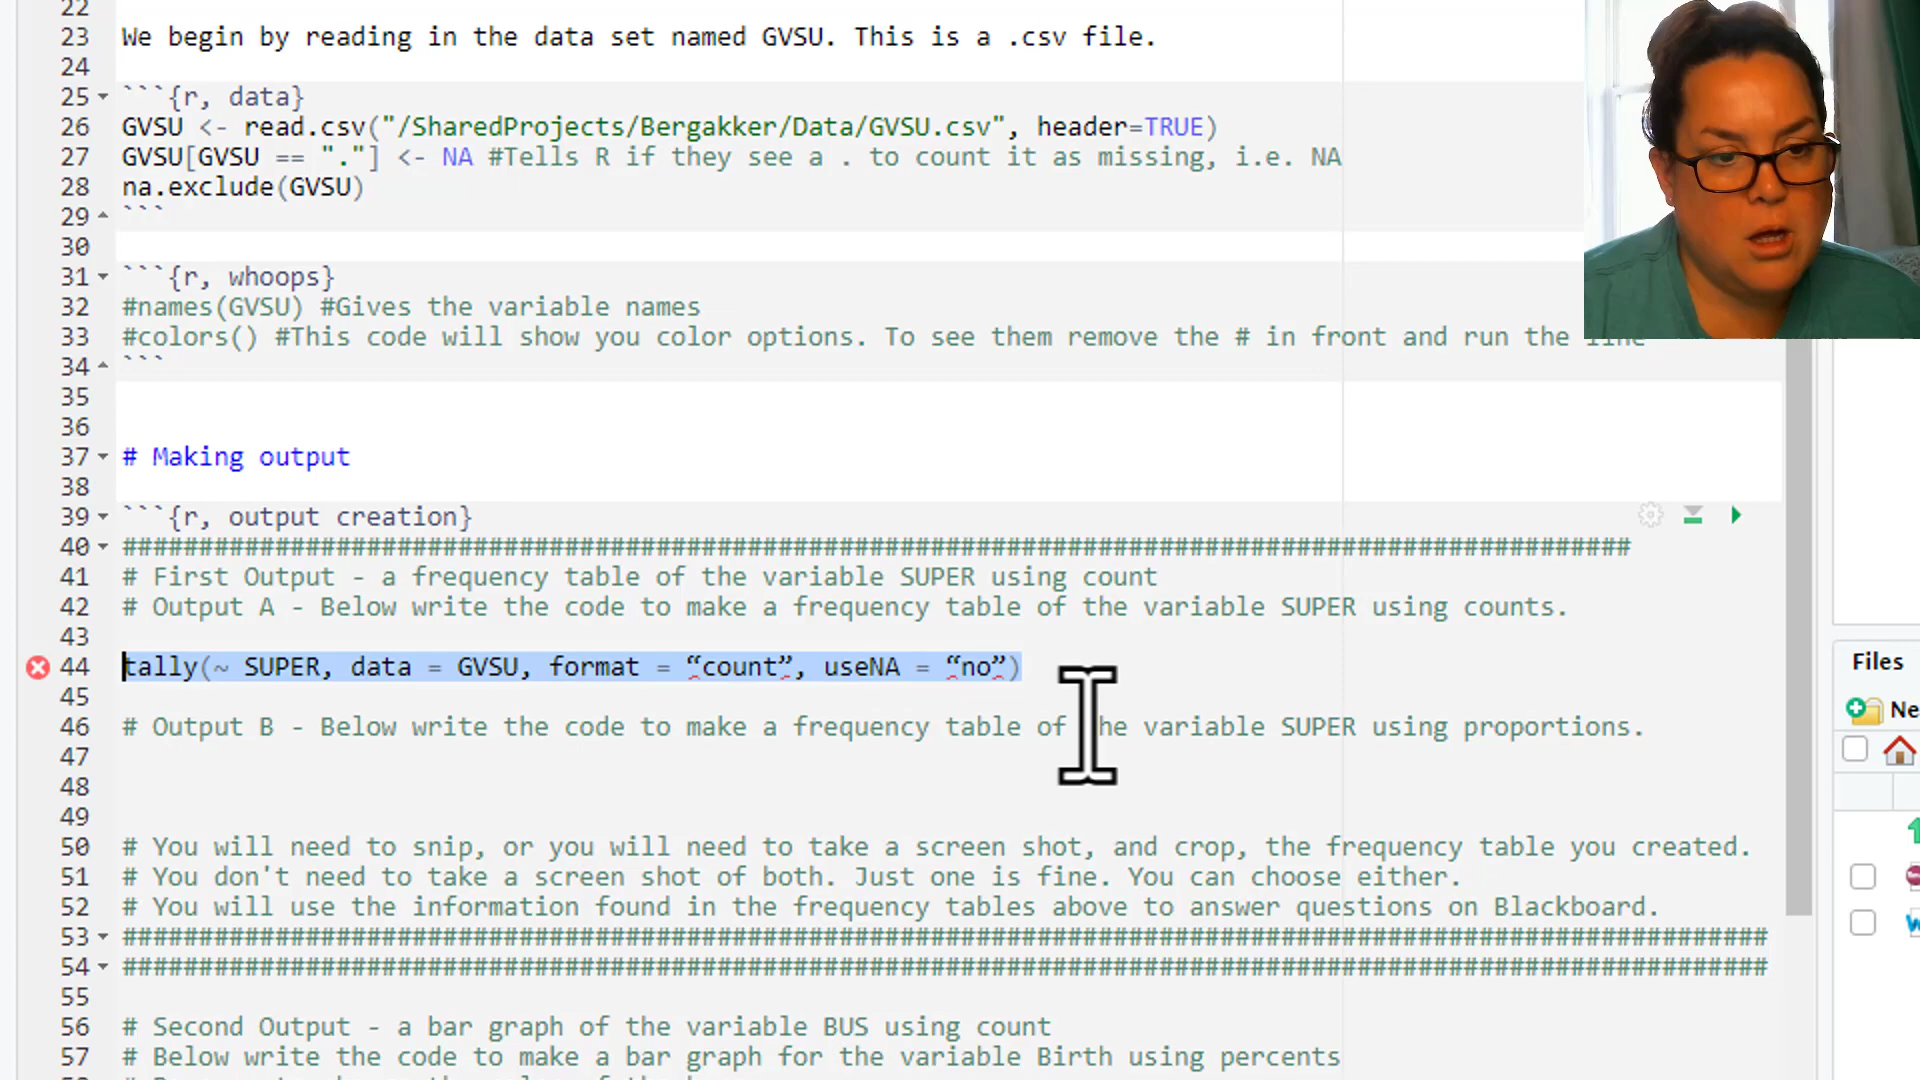 22
23 We begin by reading in the data set named GVSU. This is a .csv file.
24
25 ```{r, data}
26 GVSU <- read.csv("/SharedProjects/Bergakker/Data/GVSU.csv", header=TRUE)
27 GVSU[GVSU == "."] <- NA #Tells R if they see a . to count it as missing, i.e. NA
28 na.exclude(GVSU)
29 ```
30
31 ```{r, whoops}
32 #names(GVSU) #Gives the variable names
33 #colors() #This code will show you color options. To see them remove the # in front and run the line
34 ```
35
36
37 # Making output
38
39 ```{r, output creation}
40 ###################################################################################################
41 # First Output - a frequency table of the variable SUPER using count
42 # Output A - Below write the code to make a frequency table of the variable SUPER using counts.
43
44 tally(~ SUPER, data = GVSU, format = “count”, useNA = “no”)
45
46 # Output B - Below write the code to make a frequency table of the variable SUPER using proportions.
47
48
49
50 # You will need to snip, or you will need to take a screen shot, and crop, the frequency table you created.
51 # You don't need to take a screen shot of both. Just one is fine. You can choose either.
52 # You will use the information found in the frequency tables above to answer questions on Blackboard.
53 ############################################################################################################
54 ############################################################################################################
55
56 # Second Output - a bar graph of the variable BUS using count
57 # Below write the code to make a bar graph for the variable Birth using percents
Files
Ne